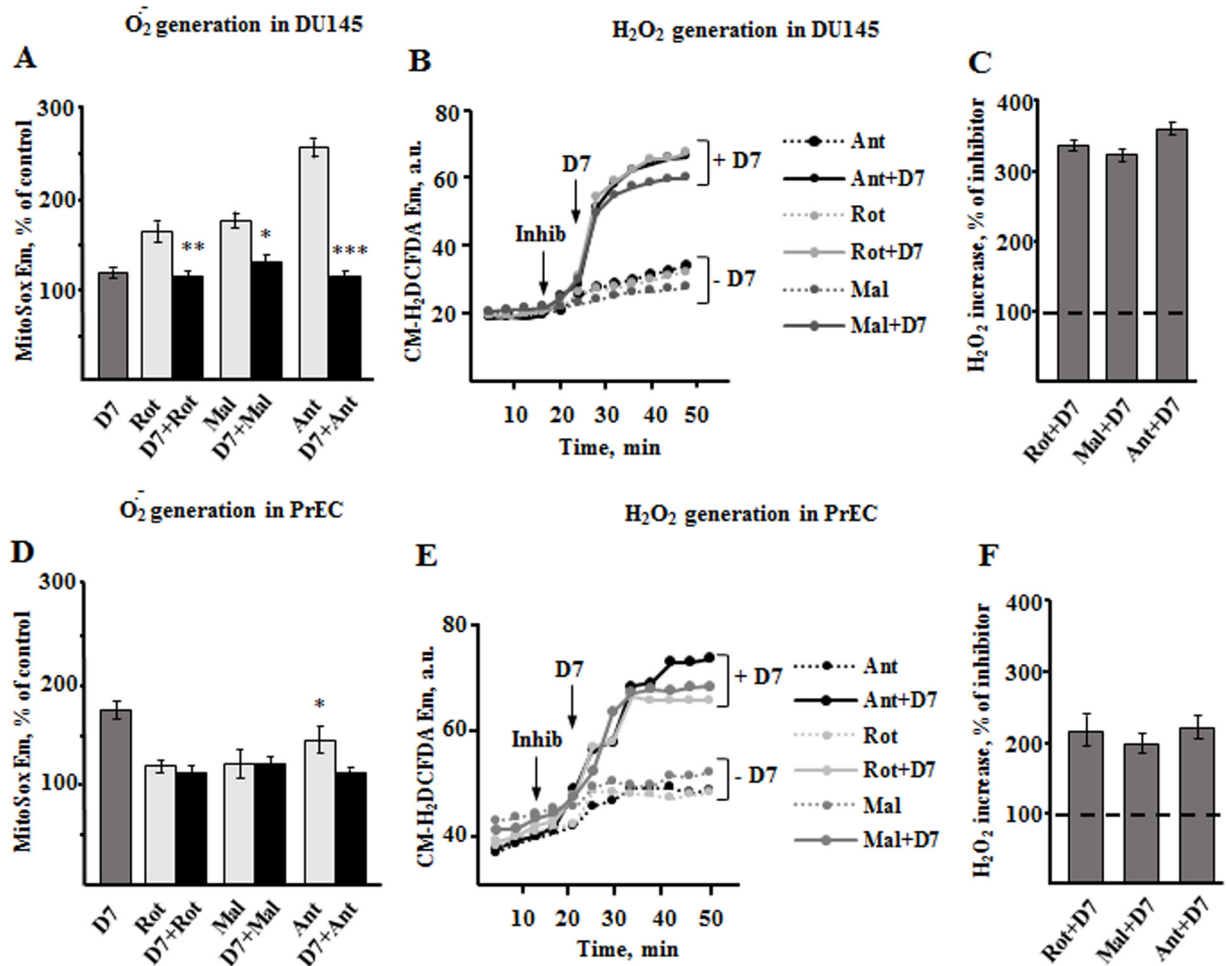 O₂⁻ generation in DU145
H₂O₂ generation in DU145
A
B
C
MitoSox Em, % of control
300
200
100
D7
Rot
D7+Rot
Mal
D7+Mal
Ant
D7+Ant
**
*
***
CM-H₂DCFDA Em, a.u.
80
60
40
20
Inhib
D7
+ D7
- D7
10 20 30 40 50
Time, min
Ant
Ant+D7
Rot
Rot+D7
Mal
Mal+D7
H₂O₂ increase, % of inhibitor
400
300
200
100
Rot+D7
Mal+D7
Ant+D7
O₂⁻ generation in PrEC
H₂O₂ generation in PrEC
D
E
F
MitoSox Em, % of control
300
200
100
D7
Rot
D7+Rot
Mal
D7+Mal
Ant
D7+Ant
*
CM-H₂DCFDA Em, a.u.
80
60
40
Inhib
D7
+ D7
- D7
10 20 30 40 50
Time, min
Ant
Ant+D7
Rot
Rot+D7
Mal
Mal+D7
H₂O₂ increase, % of inhibitor
400
300
200
100
Rot+D7
Mal+D7
Ant+D7